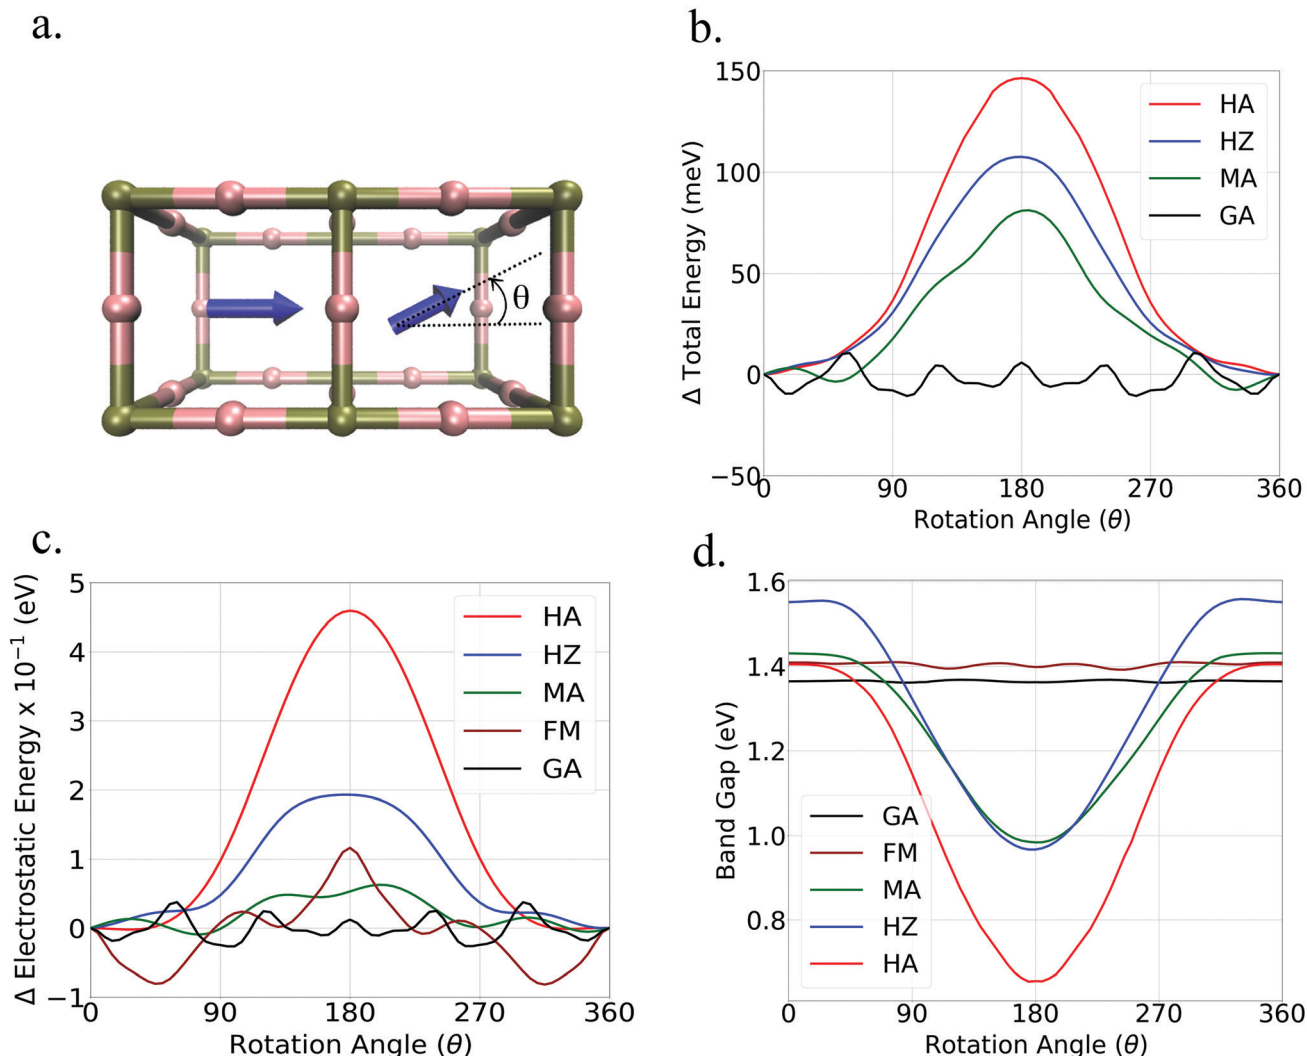 a.
θ
b.
Δ Total Energy (meV)
150
100
50
0
−50
0 90 180 270 360
Rotation Angle (θ)
HA
HZ
MA
GA
c.
Δ Electrostatic Energy x 10⁻¹ (eV)
5
4
3
2
1
0
−1
0 90 180 270 360
Rotation Angle (θ)
HA
HZ
MA
FM
GA
d.
Band Gap (eV)
1.6
1.4
1.2
1.0
0.8
0 90 180 270 360
Rotation Angle (θ)
GA
FM
MA
HZ
HA